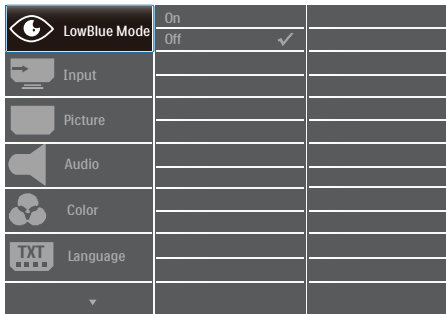 LowBlue Mode
On
Off
Input
Picture
Audio
Color
TXT
Language